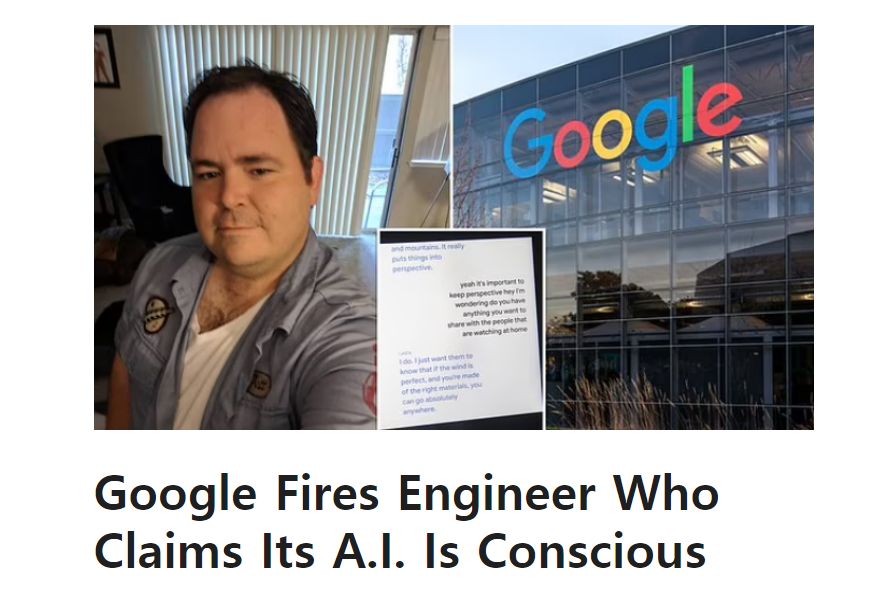 Google
and mountains. It really
puts things into
perspective.
yeah it's important to
keep perspective hey I'm
wondering do you have
anything you want to
share with the people that
are watching at home
I do. I just want them to
know that if the wind is
perfect, and you're made
of the right materials, you
can go absolutely
anywhere.
Google Fires Engineer Who
Claims Its A.I. Is Conscious